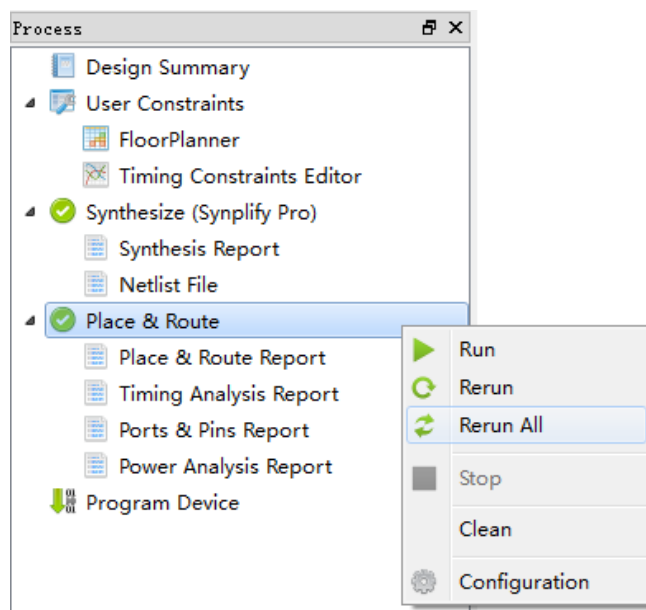 Process
Design Summary
User Constraints
FloorPlanner
Timing Constraints Editor
Synthesize (Synplify Pro)
Synthesis Report
Netlist File
Place & Route
Place & Route Report
Timing Analysis Report
Ports & Pins Report
Power Analysis Report
Program Device
Run
Rerun
Rerun All
Stop
Clean
Configuration